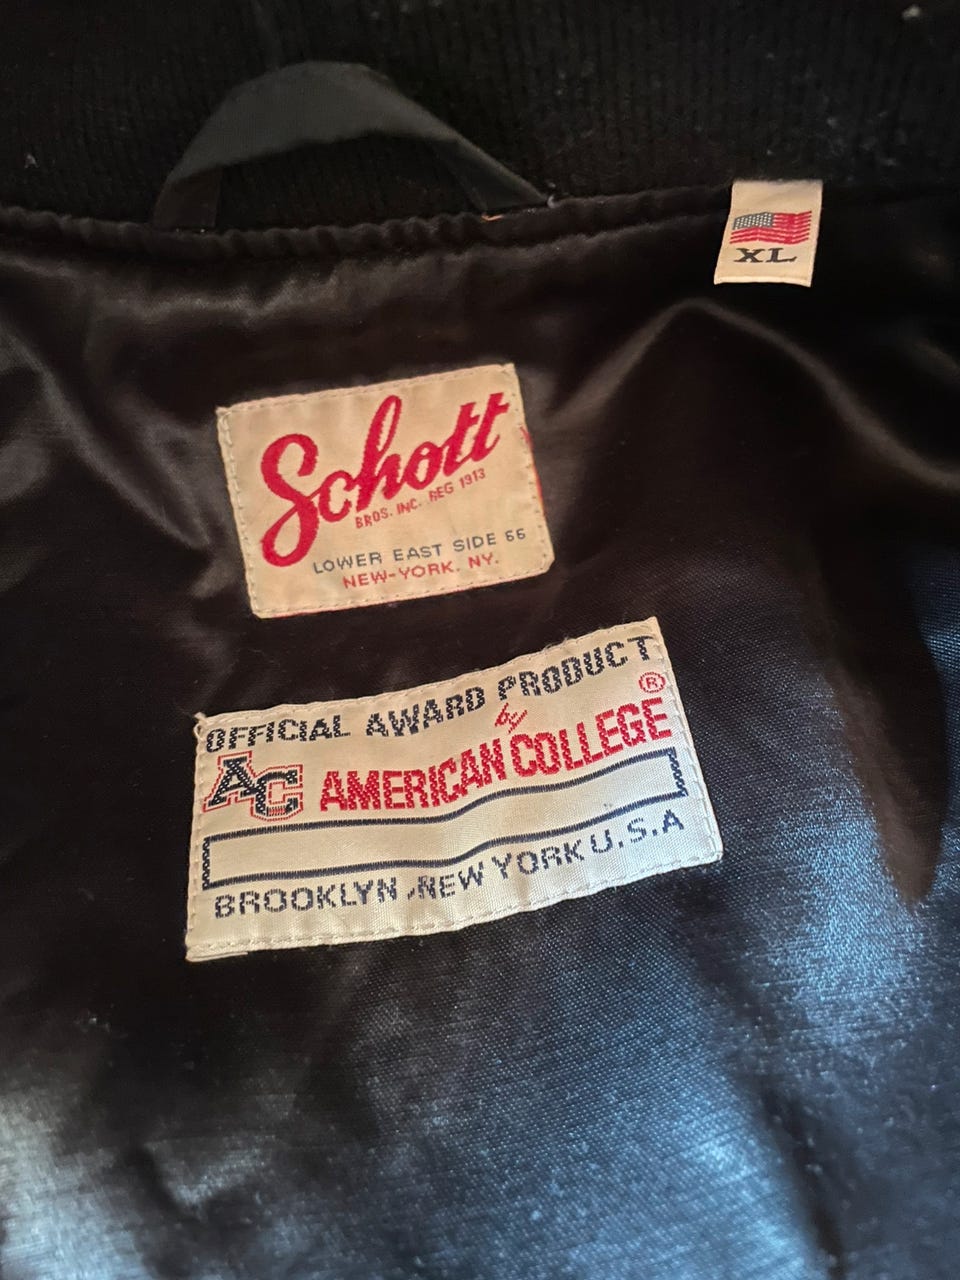 XL
Schott
BROS. INC. REG 1913
LOWER EAST SIDE 66
NEW-YORK. NY.
OFFICIAL AWARD PRODUCT
by ®
AC AMERICAN COLLEGE
BROOKLYN, NEW YORK U.S.A